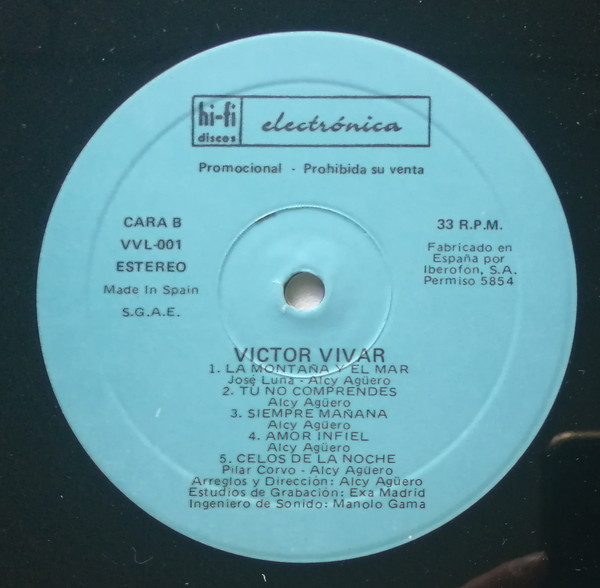 hi-fi
discos
electrónica
Promocional - Prohibida su venta
CARA B
VVL-001
ESTEREO
Made In Spain
S.G.A.E.
33 R.P.M.
Fabricado en
España por
Iberofón, S.A.
Permiso 5854
VICTOR VIVAR
1. LA MONTAÑA Y EL MAR
José Luna - Alcy Agüero
2. TU NO COMPRENDES
Alcy Agüero
3. SIEMPRE MAÑANA
Alcy Agüero
4. AMOR INFIEL
Alcy Agüero
5. CELOS DE LA NOCHE
Pilar Corvo - Alcy Agüero
Arreglos y Dirección: Alcy Agüero
Estudios de Grabación: Exa Madrid
Ingeniero de Sonido: Manolo Gama